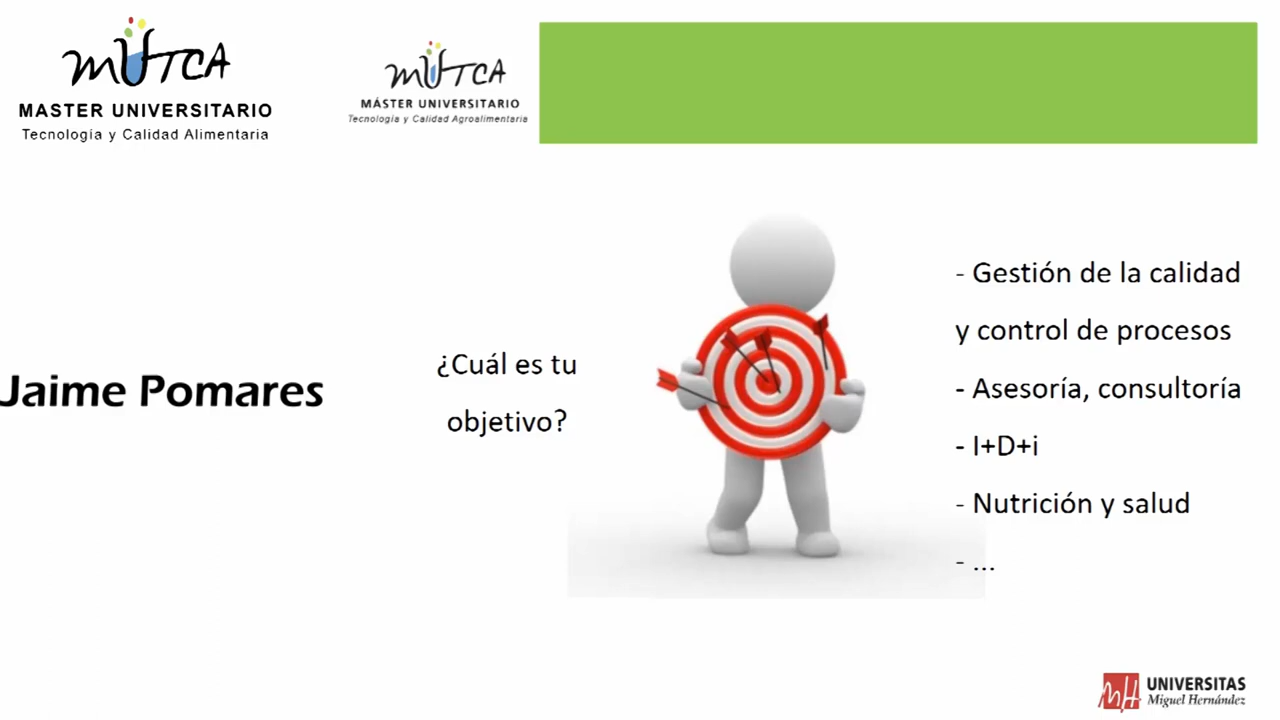 MUTCA
MASTER UNIVERSITARIO
Tecnología y Calidad Alimentaria
MUTCA
MÁSTER UNIVERSITARIO
Tecnología y Calidad Agroalimentaria
Jaime Pomares
¿Cuál es tu
objetivo?
- Gestión de la calidad
y control de procesos
- Asesoría, consultoría
- I+D+i
- Nutrición y salud
- ...
UNIVERSITAS
Miguel Hernández